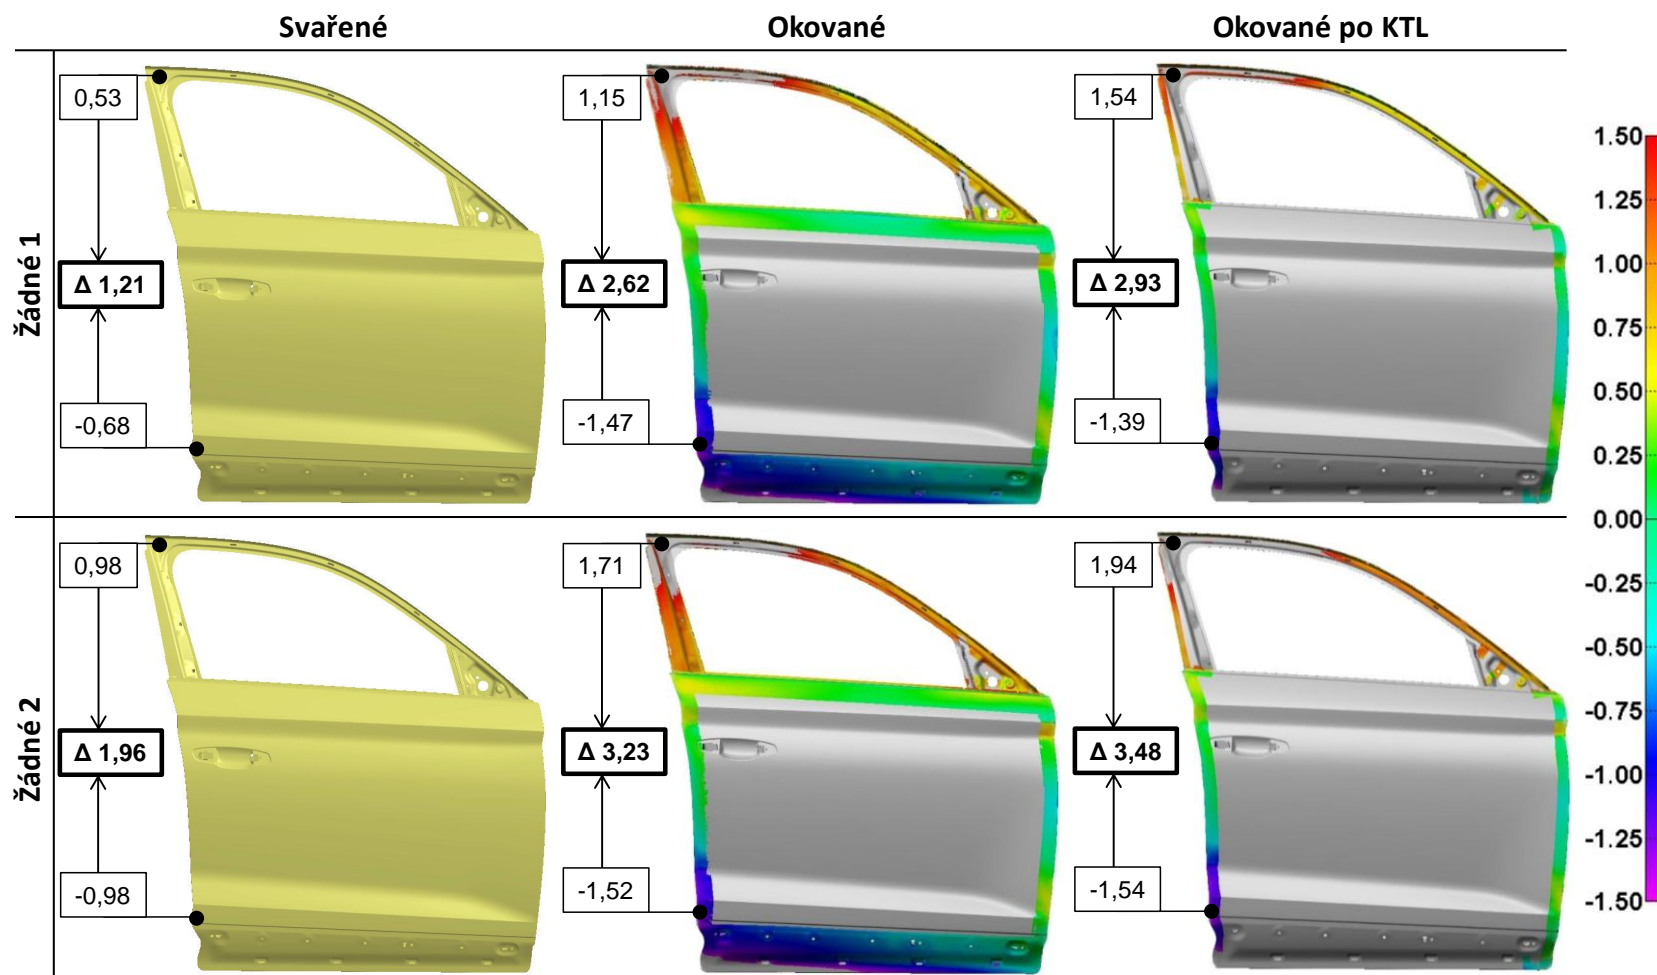 Svařené Okované Okované po KTL
Žádné 1
0,53
Δ 1,21
-0,68
1,15
Δ 2,62
-1,47
1,54
Δ 2,93
-1,39
Žádné 2
0,98
Δ 1,96
-0,98
1,71
Δ 3,23
-1,52
1,94
Δ 3,48
-1,54
1.50
1.25
1.00
0.75
0.50
0.25
0.00
-0.25
-0.50
-0.75
-1.00
-1.25
-1.50